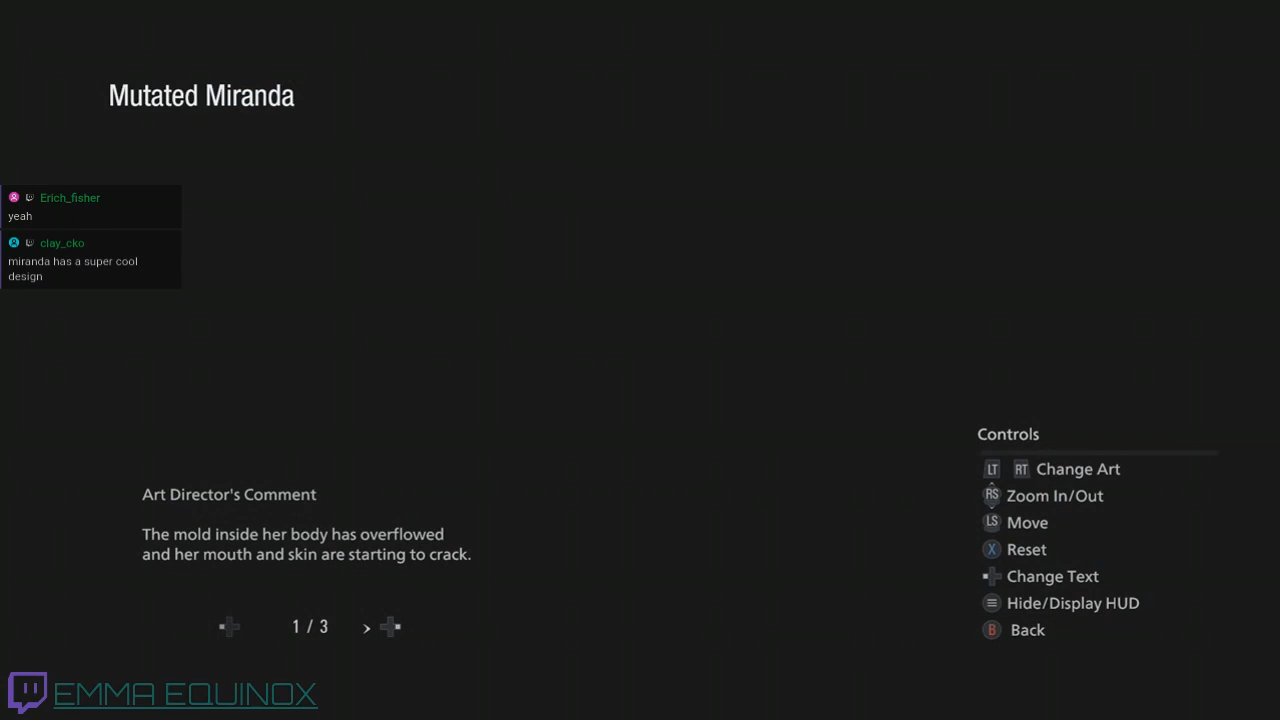 Mutated Miranda
Erich_fisher
yeah
clay_cko
miranda has a super cool
design
Controls
LT RT Change Art
RS Zoom In/Out
LS Move
X Reset
Change Text
Hide/Display HUD
B Back
Art Director's Comment
The mold inside her body has overflowed
and her mouth and skin are starting to crack.
1 / 3 >
EMMA EQUINOX